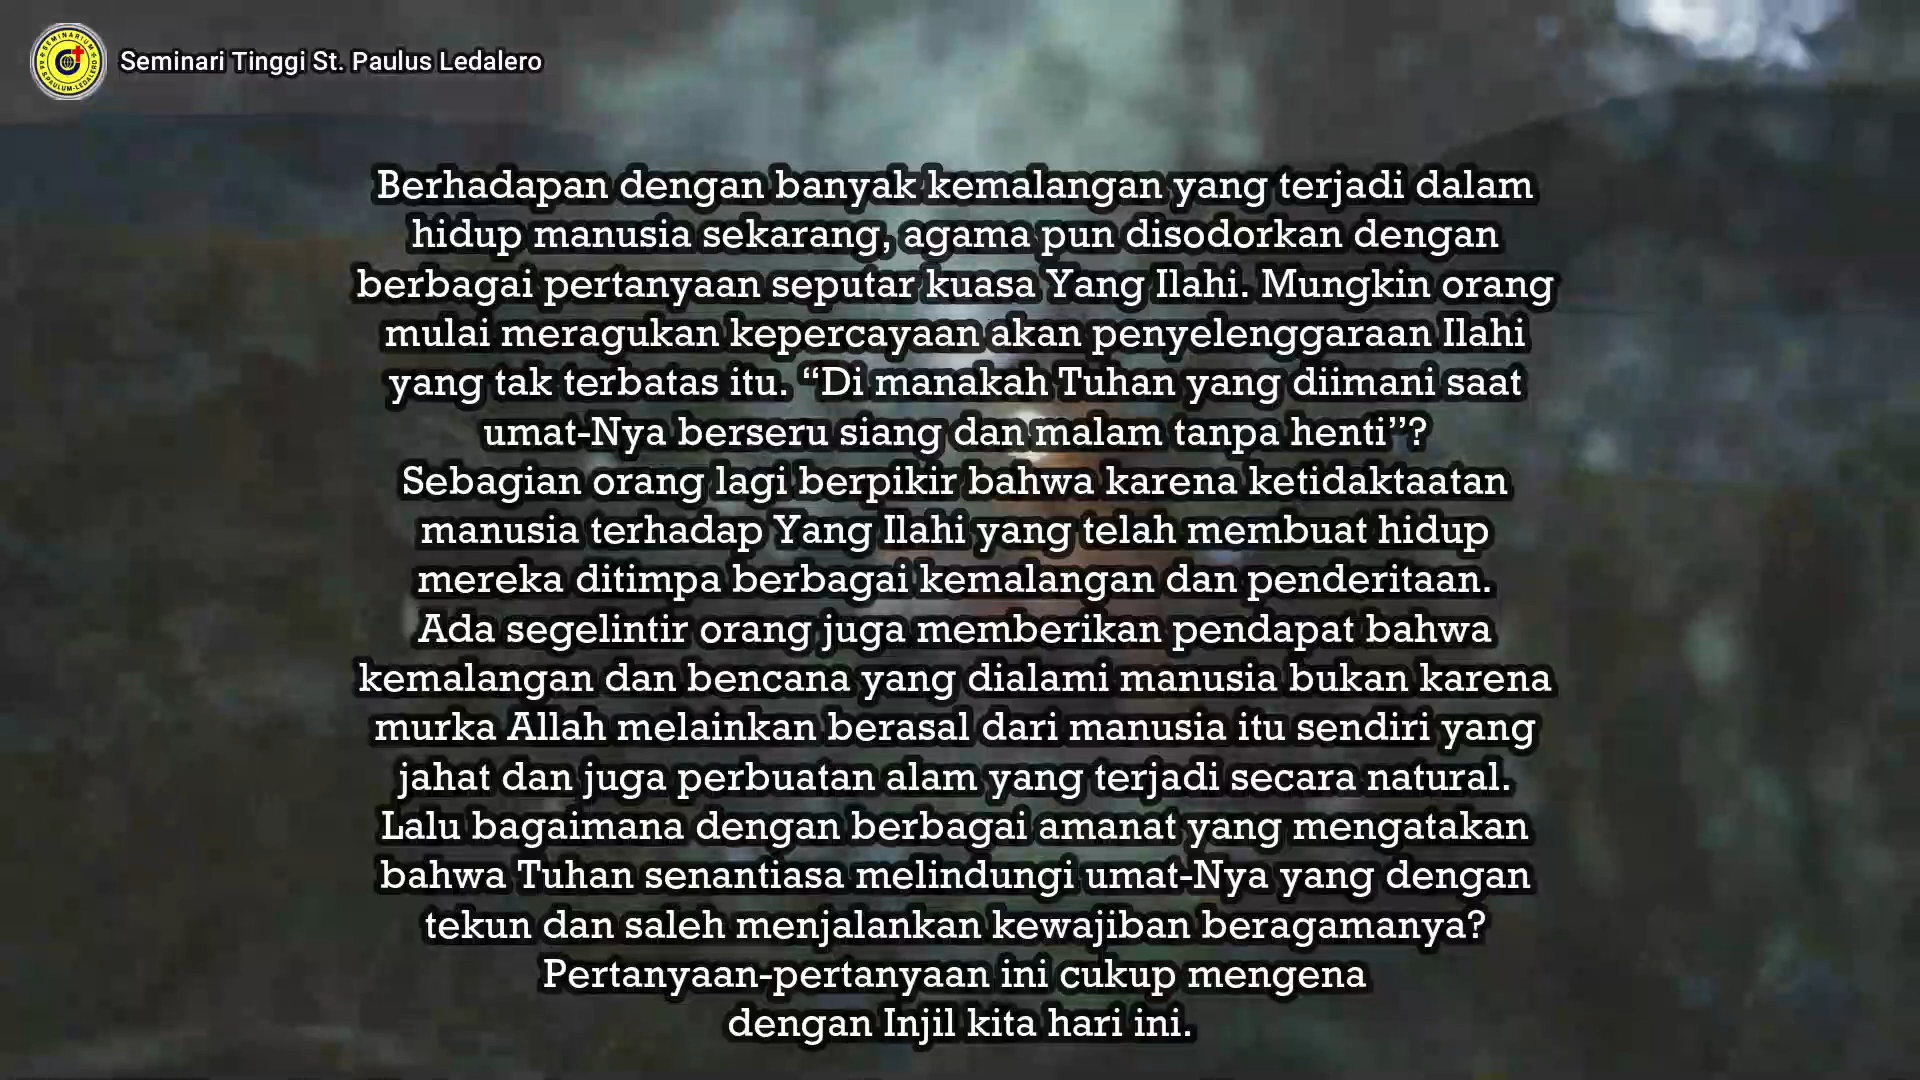 Seminari Tinggi St. Paulus Ledalero
Berhadapan dengan banyak kemalangan yang terjadi dalam
hidup manusia sekarang, agama pun disodorkan dengan
berbagai pertanyaan seputar kuasa Yang Ilahi. Mungkin orang
mulai meragukan kepercayaan akan penyelenggaraan Ilahi
yang tak terbatas itu. “Di manakah Tuhan yang diimani saat
umat-Nya berseru siang dan malam tanpa henti”?
Sebagian orang lagi berpikir bahwa karena ketidaktaatan
manusia terhadap Yang Ilahi yang telah membuat hidup
mereka ditimpa berbagai kemalangan dan penderitaan.
Ada segelintir orang juga memberikan pendapat bahwa
kemalangan dan bencana yang dialami manusia bukan karena
murka Allah melainkan berasal dari manusia itu sendiri yang
jahat dan juga perbuatan alam yang terjadi secara natural.
Lalu bagaimana dengan berbagai amanat yang mengatakan
bahwa Tuhan senantiasa melindungi umat-Nya yang dengan
tekun dan saleh menjalankan kewajiban beragamanya?
Pertanyaan-pertanyaan ini cukup mengena
dengan Injil kita hari ini.